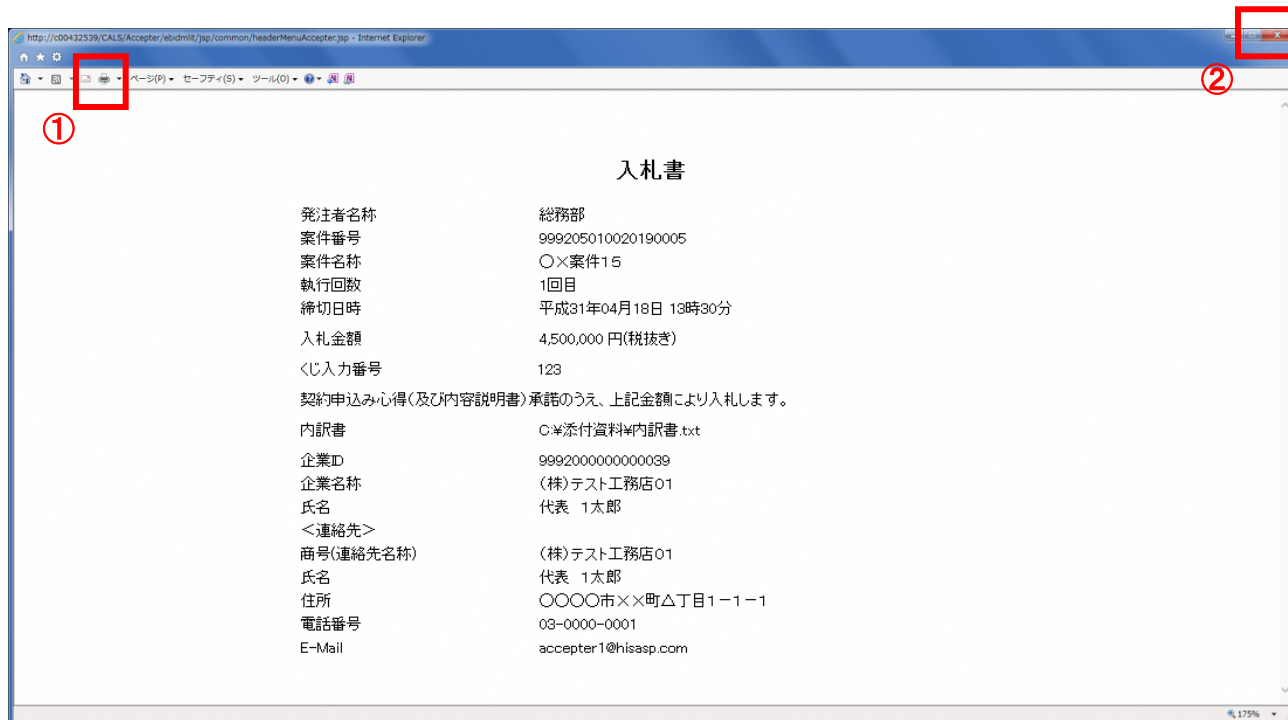 http://c00432539/CALS/Accepter/ebidmlit/jsp/common/headerMenuAccepter.jsp - Internet Explorer
ページ(P) セーフティ(S) ツール(O)
①
②
入札書
発注者名称 総務部
案件番号 999205010020190005
案件名称 〇×案件15
執行回数 1回目
締切日時 平成31年04月18日 13時30分
入札金額 4,500,000 円(税抜き)
くじ入力番号 123
契約申込み心得(及び内容説明書)承諾のうえ、上記金額により入札します。
内訳書 C:¥添付資料¥内訳書.txt
企業ID 9992000000000039
企業名称 (株)テスト工務店01
氏名 代表 1太郎
<連絡先>
商号(連絡先名称) (株)テスト工務店01
氏名 代表 1太郎
住所 〇〇〇〇市××町△丁目1-1-1
電話番号 03-0000-0001
E-Mail accepter1@hisasp.com
175%